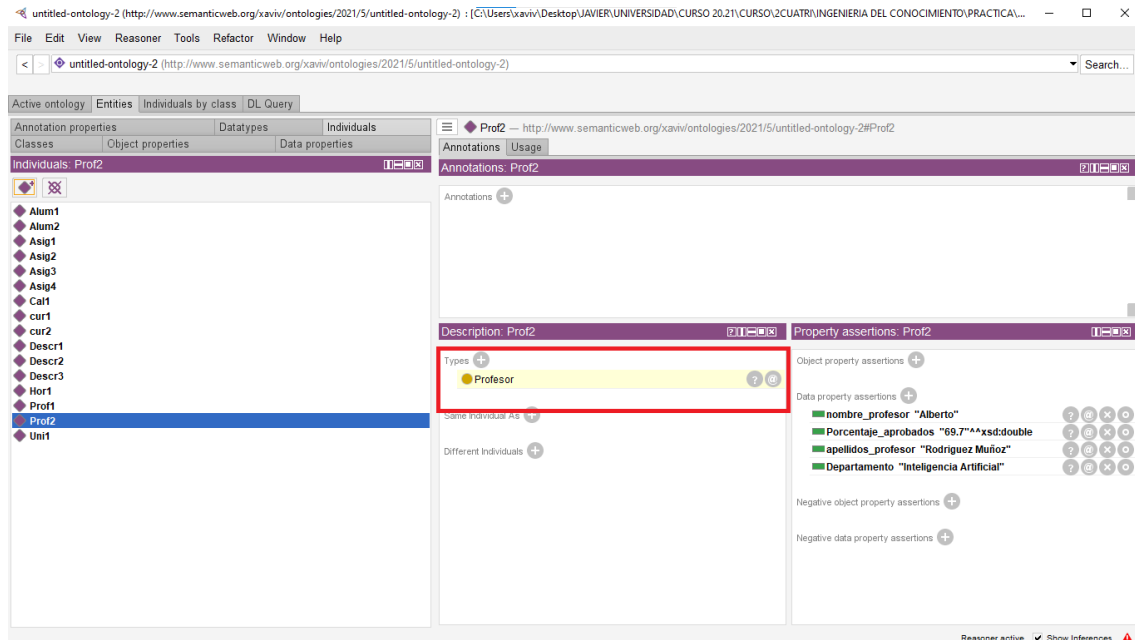 untitled-ontology-2 (http://www.semanticweb.org/xaviv/ontologies/2021/5/untitled-ontology-2) : [C:\Users\xaviv\Desktop\JAVIER\UNIVERSIDAD\CURSO 20.21\CURSO\2CUATRI\INGENIERIA DEL CONOCIMIENTO\PRACTICA\...
File Edit View Reasoner Tools Refactor Window Help
< > untitled-ontology-2 (http://www.semanticweb.org/xaviv/ontologies/2021/5/untitled-ontology-2) Search...
Active ontology Entities Individuals by class DL Query
Annotation properties Datatypes Individuals
Classes Object properties Data properties
Individuals: Prof2
Alum1
Alum2
Asig1
Asig2
Asig3
Asig4
Cal1
cur1
cur2
Descr1
Descr2
Descr3
Hor1
Prof1
Prof2
Uni1
Prof2 — http://www.semanticweb.org/xaviv/ontologies/2021/5/untitled-ontology-2#Prof2
Annotations Usage
Annotations: Prof2
Annotations
Description: Prof2
Types
Profesor
Same Individual As
Different Individuals
Property assertions: Prof2
Object property assertions
Data property assertions
nombre_profesor "Alberto"
Porcentaje_aprobados "69.7"^^xsd:double
apellidos_profesor "Rodriguez Muñoz"
Departamento "Inteligencia Artificial"
Negative object property assertions
Negative data property assertions
Reasoner active Show Inferences